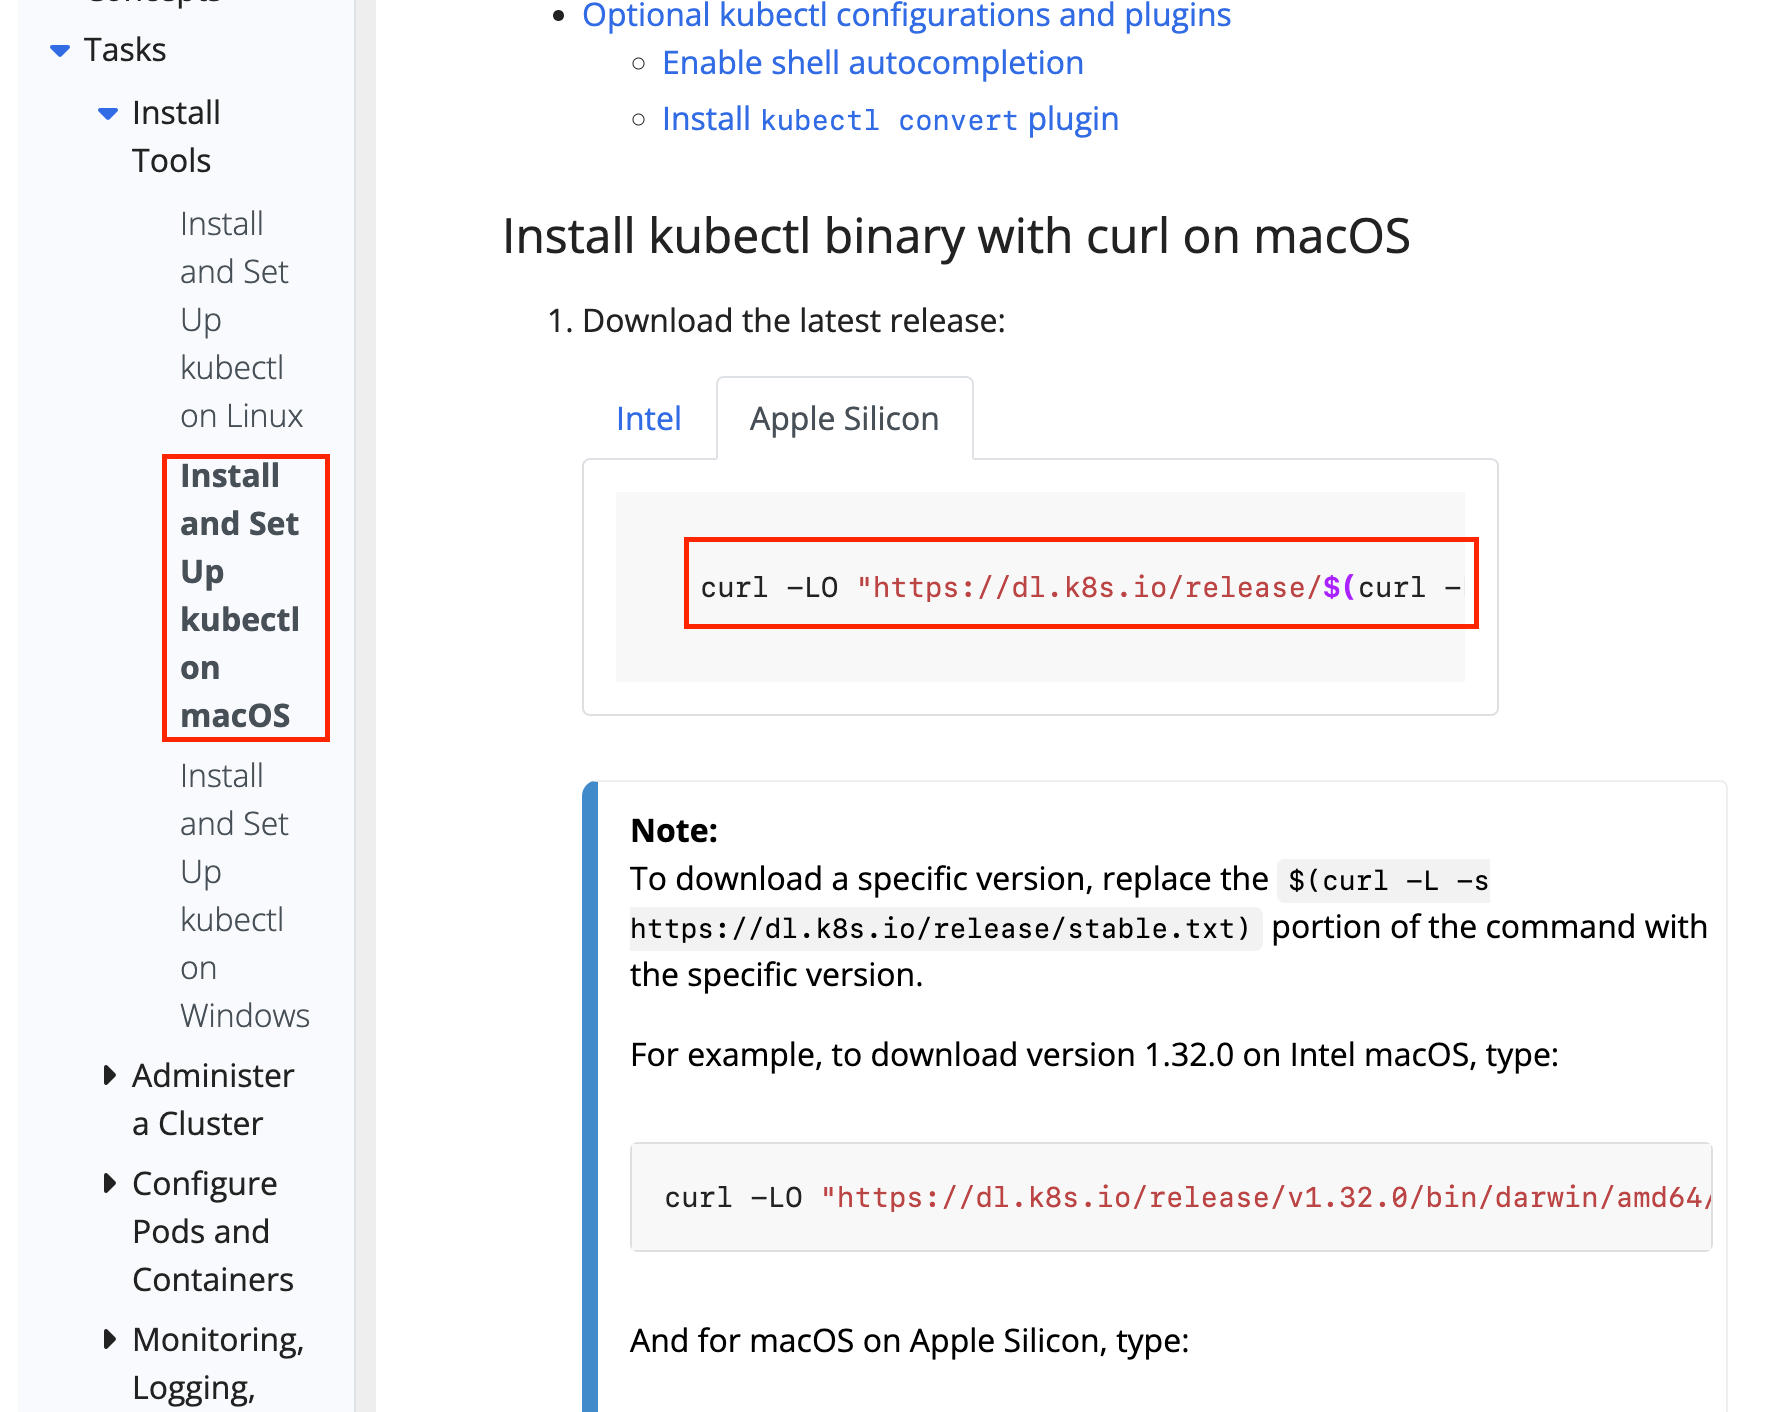 Concepts
Tasks
Install
Tools
Install
and Set
Up
kubectl
on Linux
Install
and Set
Up
kubectl
on
macOS
Install
and Set
Up
kubectl
on
Windows
Administer
a Cluster
Configure
Pods and
Containers
Monitoring,
Logging,
Optional kubectl configurations and plugins
Enable shell autocompletion
Install kubectl convert plugin
Install kubectl binary with curl on macOS
1. Download the latest release:
Intel
Apple Silicon
curl -LO "https://dl.k8s.io/release/$(curl -
Note:
To download a specific version, replace the $(curl -L -s
https://dl.k8s.io/release/stable.txt) portion of the command with
the specific version.
For example, to download version 1.32.0 on Intel macOS, type:
curl -LO "https://dl.k8s.io/release/v1.32.0/bin/darwin/amd64/
And for macOS on Apple Silicon, type: